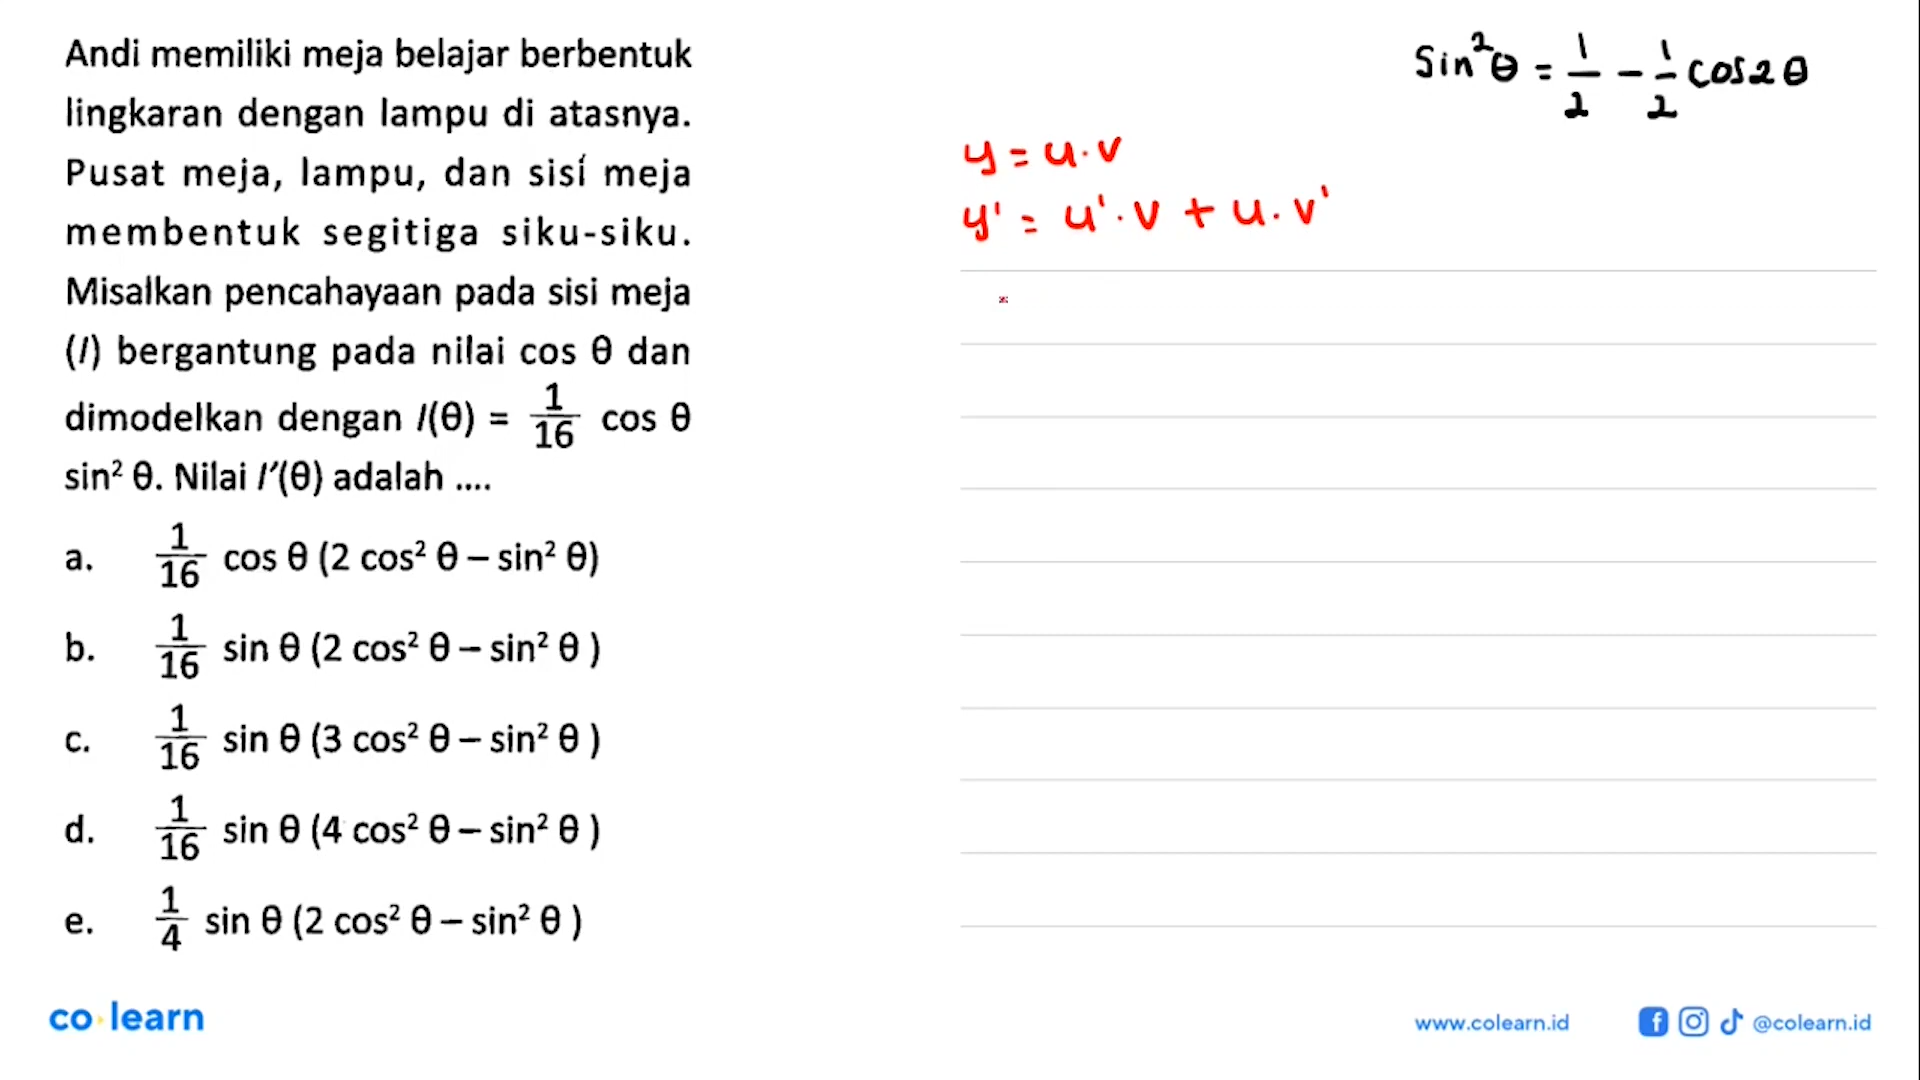 Andi memiliki meja belajar berbentuk
lingkaran dengan lampu di atasnya.
Pusat meja, lampu, dan sisi meja
membentuk segitiga siku-siku.
Misalkan pencahayaan pada sisi meja
(I) bergantung pada nilai cos θ dan
dimodelkan dengan I(θ) = 1/16 cos θ
sin² θ. Nilai I′(θ) adalah ....
a. 1/16 cos θ (2 cos² θ – sin² θ)
b. 1/16 sin θ (2 cos² θ – sin² θ )
c. 1/16 sin θ (3 cos² θ – sin² θ )
d. 1/16 sin θ (4 cos² θ – sin² θ )
e. 1/4 sin θ (2 cos² θ – sin² θ )
Sin²θ = 1/2 - 1/2 cos2θ
y = u·v
y' = u'·v + u·v'
co learn
www.colearn.id
@colearn.id